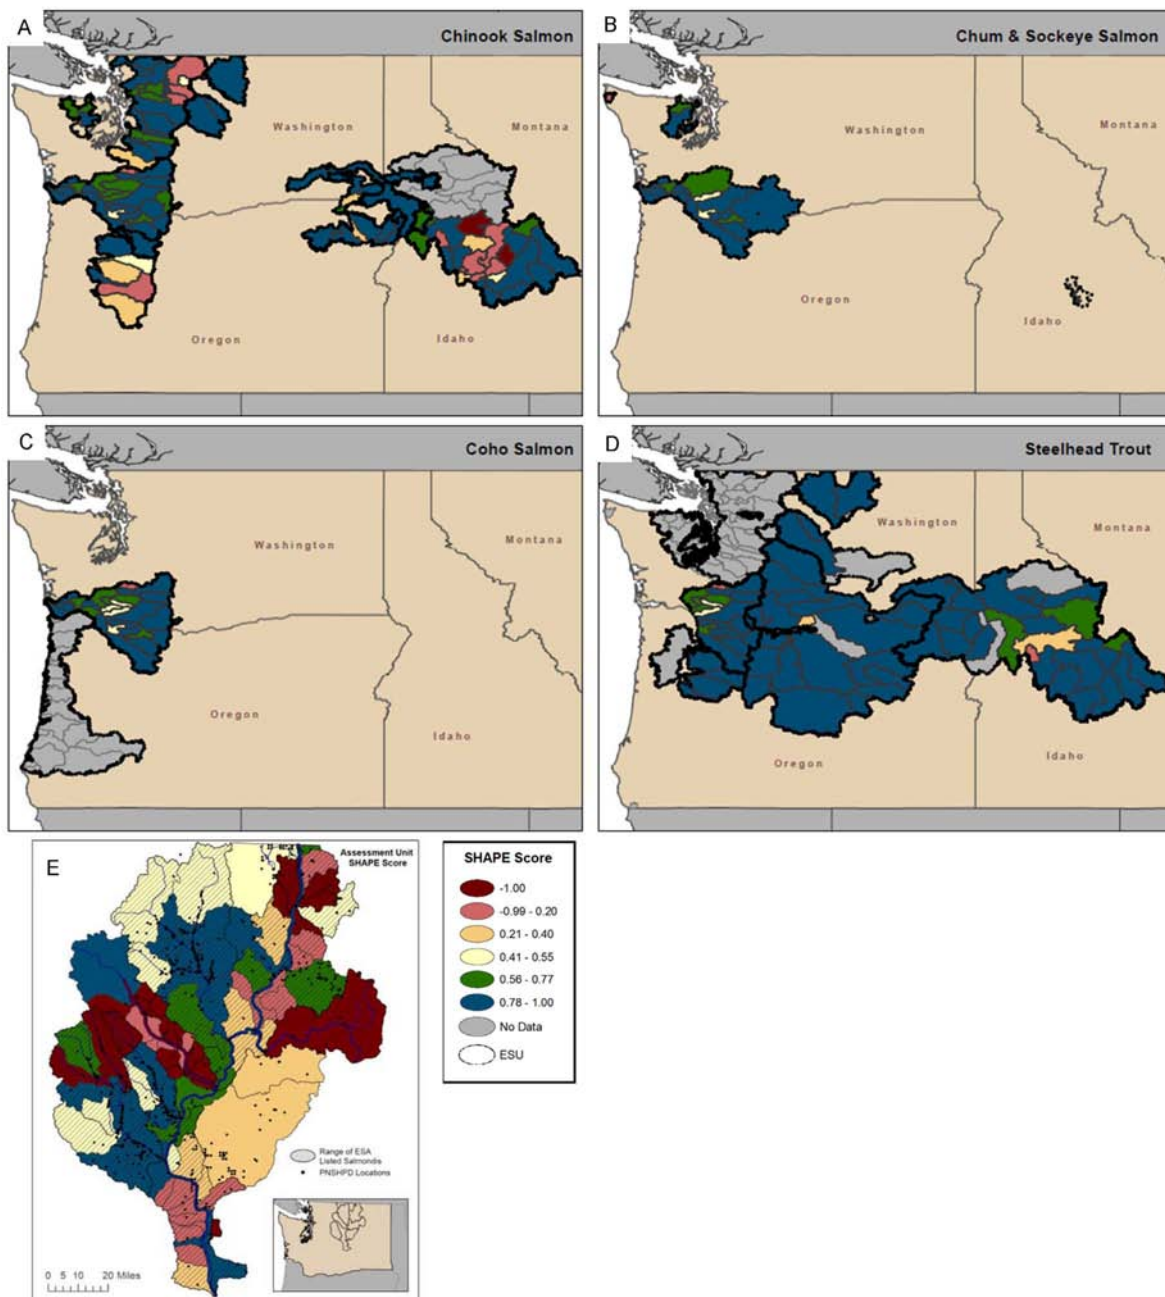 A
Chinook Salmon
Washington
Montana
Oregon
Idaho
B
Chum & Sockeye Salmon
Washington
Montana
Oregon
Idaho
C
Coho Salmon
Washington
Montana
Oregon
Idaho
D
Steelhead Trout
Washington
Montana
Oregon
Idaho
E
Assessment Unit
SHAPE Score
Range of ESA
Listed Salmonids
PNSHPD Locations
0 5 10 20 Miles
SHAPE Score
-1.00
-0.99 - 0.20
0.21 - 0.40
0.41 - 0.55
0.56 - 0.77
0.78 - 1.00
No Data
ESU